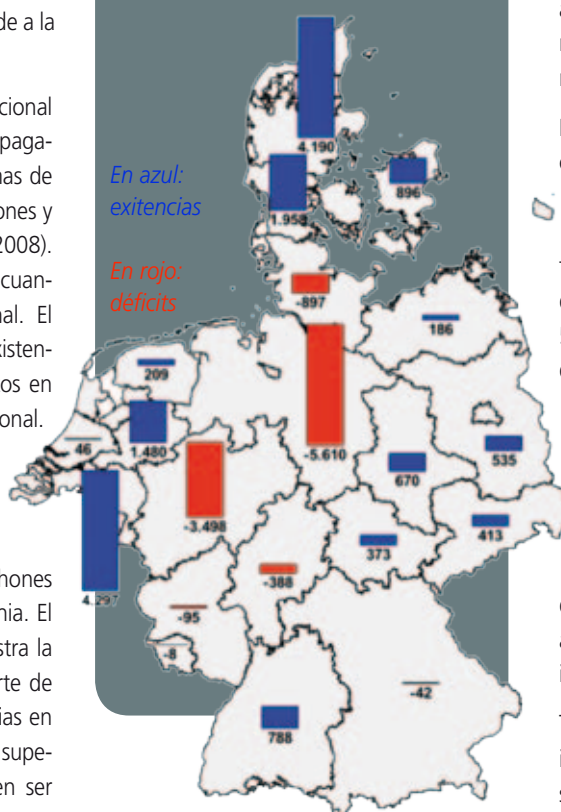 de a la
cional
paga-
nas de
ones y
2008).
cuan-
nal. El
xisten-
os en
onal.
hones
nia. El
stra la
rte de
ias en
supe-
en ser
En azul:
exitencias
En rojo:
déficits
4.190
1.958
896
-897
186
209
46
1.480
-5.610
535
670
-3.498
413
373
4.297
-388
-95
-8
-42
788